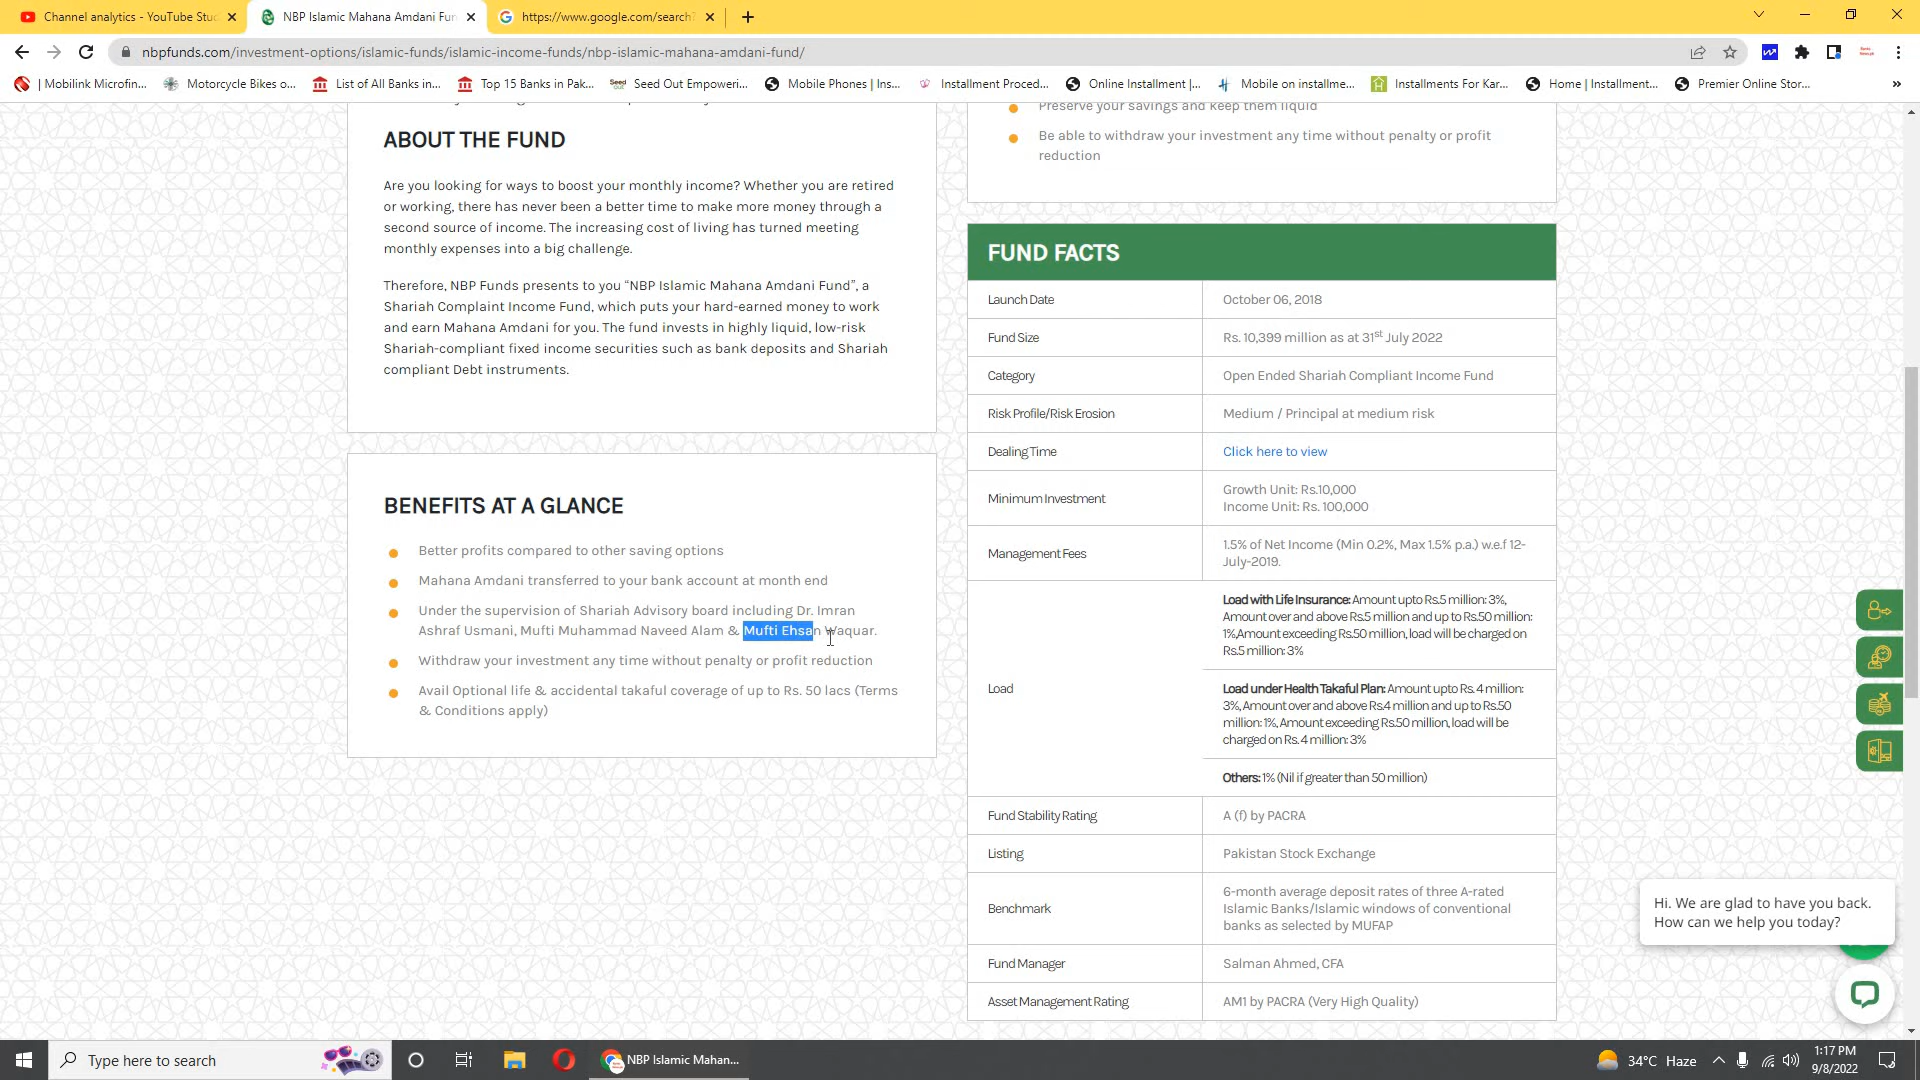 Channel analytics - YouTube Stu
NBP Islamic Mahana Amdani Fun
https://www.google.com/search?
nbpfunds.com/investment-options/islamic-funds/islamic-income-funds/nbp-islamic-mahana-amdani-fund/
| Mobilink Microfin...
Motorcycle Bikes o...
List of All Banks in...
Top 15 Banks in Pak...
Seed Out Empoweri...
Mobile Phones | Ins...
Installment Proced...
Online Installment |...
Mobile on installme...
Installments For Kar...
Home | Installment...
Premier Online Stor...
»
ABOUT THE FUND
Are you looking for ways to boost your monthly income? Whether you are retired
or working, there has never been a better time to make more money through a
second source of income. The increasing cost of living has turned meeting
monthly expenses into a big challenge.
Therefore, NBP Funds presents to you “NBP Islamic Mahana Amdani Fund”, a
Shariah Complaint Income Fund, which puts your hard-earned money to work
and earn Mahana Amdani for you. The fund invests in highly liquid, low-risk
Shariah-compliant fixed income securities such as bank deposits and Shariah
compliant Debt instruments.
BENEFITS AT A GLANCE
Better profits compared to other saving options
Mahana Amdani transferred to your bank account at month end
Under the supervision of Shariah Advisory board including Dr. Imran
Ashraf Usmani, Mufti Muhammad Naveed Alam & Mufti Ehsan Waquar.
Withdraw your investment any time without penalty or profit reduction
Avail Optional life & accidental takaful coverage of up to Rs. 50 lacs (Terms
& Conditions apply)
Preserve your savings and keep them liquid
Be able to withdraw your investment any time without penalty or profit
reduction
FUND FACTS
Launch Date
October 06, 2018
Fund Size
Rs. 10,399 million as at 31st July 2022
Category
Open Ended Shariah Compliant Income Fund
Risk Profile/Risk Erosion
Medium / Principal at medium risk
Dealing Time
Click here to view
Minimum Investment
Growth Unit: Rs.10,000
Income Unit: Rs. 100,000
Management Fees
1.5% of Net Income (Min 0.2%, Max 1.5% p.a.) w.e.f 12-
July-2019.
Load
Load with Life Insurance: Amount upto Rs.5 million: 3%,
Amount over and above Rs.5 million and up to Rs.50 million:
1%,Amount exceeding Rs.50 million, load will be charged on
Rs.5 million: 3%
Load under Health Takaful Plan: Amount upto Rs. 4 million:
3%, Amount over and above Rs.4 million and up to Rs.50
million: 1%, Amount exceeding Rs.50 million, load will be
charged on Rs. 4 million: 3%
Others: 1% (Nil if greater than 50 million)
Fund Stability Rating
A (f) by PACRA
Listing
Pakistan Stock Exchange
Benchmark
6-month average deposit rates of three A-rated
Islamic Banks/Islamic windows of conventional
banks as selected by MUFAP
Fund Manager
Salman Ahmed, CFA
Asset Management Rating
AM1 by PACRA (Very High Quality)
Hi. We are glad to have you back.
How can we help you today?
Type here to search
NBP Islamic Mahan...
34°C Haze
1:17 PM
9/8/2022